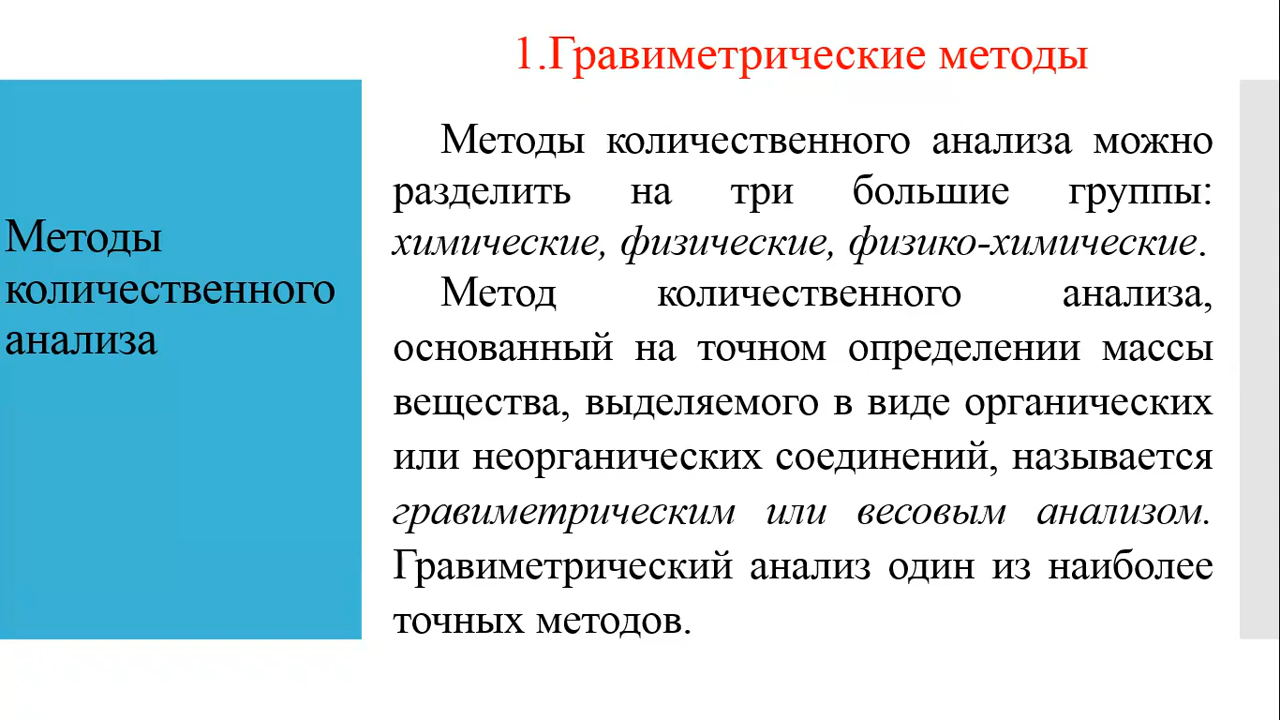 1.Гравиметрические методы
Методы
количественного
анализа
Методы количественного анализа можно
разделить на три большие группы:
химические, физические, физико-химические.
Метод количественного анализа,
основанный на точном определении массы
вещества, выделяемого в виде органических
или неорганических соединений, называется
гравиметрическим или весовым анализом.
Гравиметрический анализ один из наиболее
точных методов.